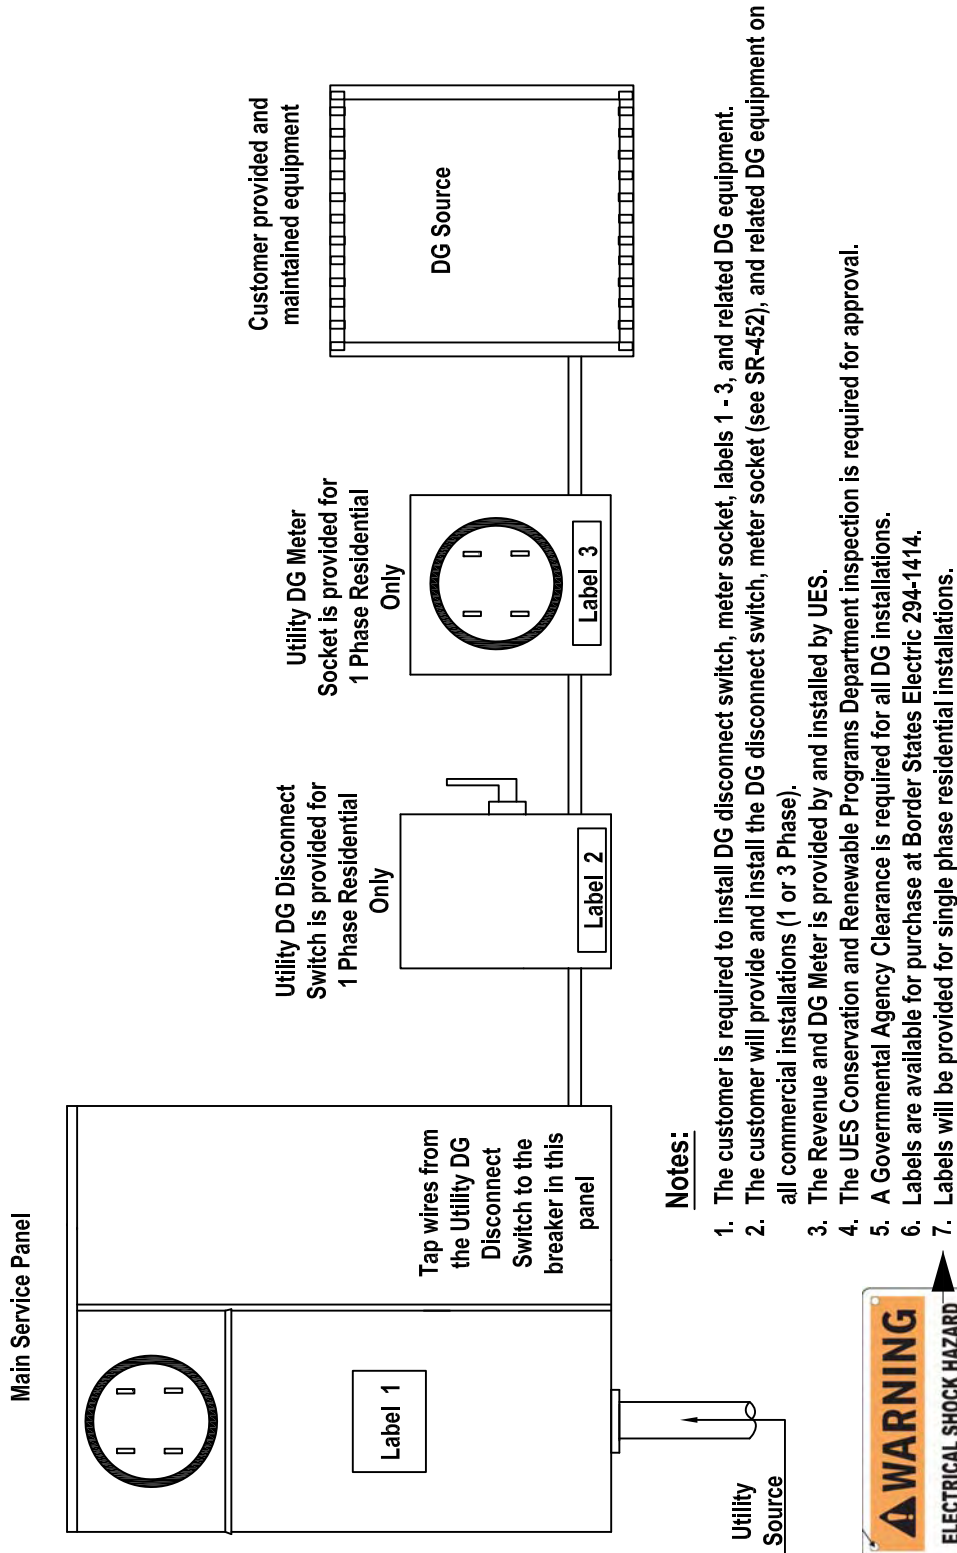 Main Service Panel
Tap wires from
the Utility DG
Disconnect
Switch to the
breaker in this
panel
Label 1
Utility
Source
Utility DG Disconnect
Switch is provided for
1 Phase Residential
Only
Label 2
Utility DG Meter
Socket is provided for
1 Phase Residential
Only
Label 3
Customer provided and
maintained equipment
DG Source
Notes:
1. The customer is required to install DG disconnect switch, meter socket, labels 1 - 3, and related DG equipment.
2. The customer will provide and install the DG disconnect switch, meter socket (see SR-452), and related DG equipment on
all commercial installations (1 or 3 Phase).
3. The Revenue and DG Meter is provided by and installed by UES.
4. The UES Conservation and Renewable Programs Department inspection is required for approval.
5. A Governmental Agency Clearance is required for all DG installations.
6. Labels are available for purchase at Border States Electric 294-1414.
7. Labels will be provided for single phase residential installations.
WARNING
ELECTRICAL SHOCK HAZARD